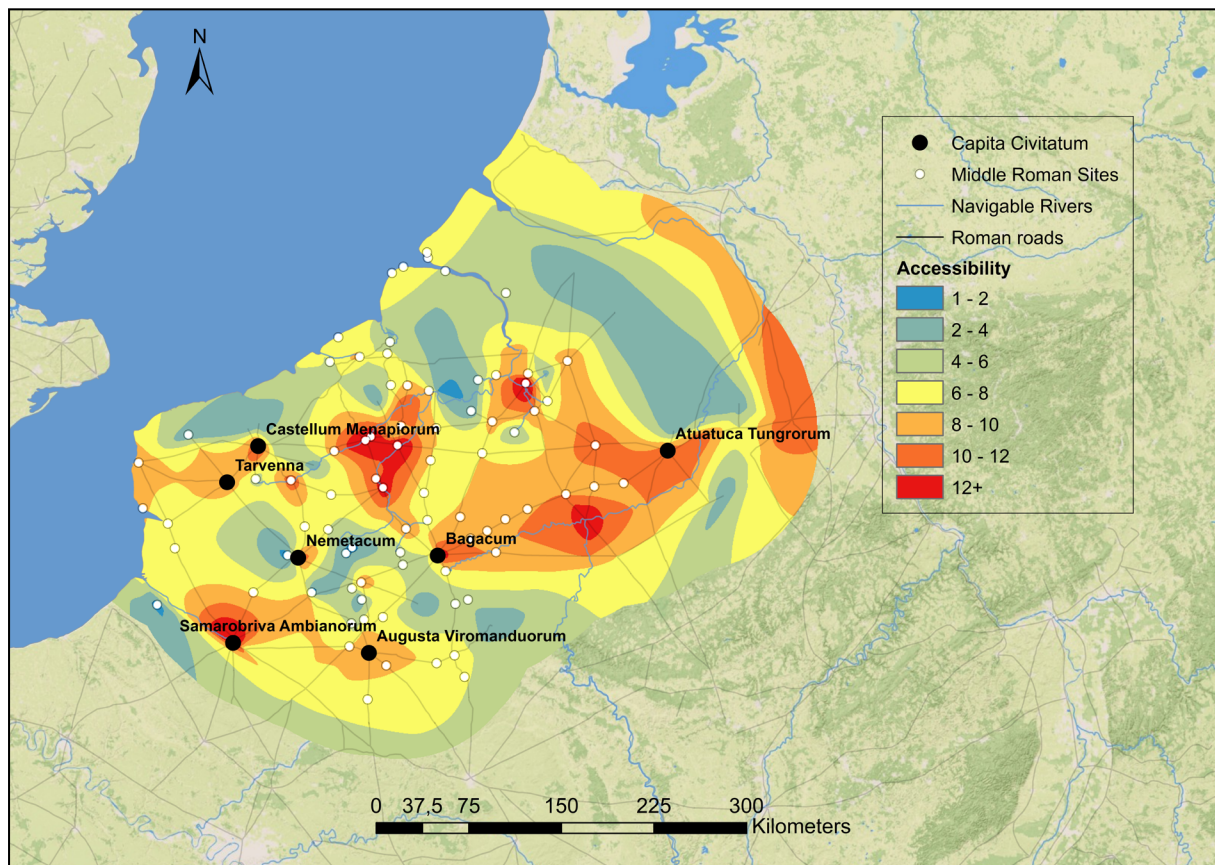 N
Capita Civitatum
Middle Roman Sites
Navigable Rivers
Roman roads
Accessibility
1 - 2
2 - 4
4 - 6
6 - 8
8 - 10
10 - 12
12+
Castellum Menapiorum
Atuatuca Tungrorum
Tarvenna
Nemetacum
Bagacum
Samarobriva Ambianorum
Augusta Viromanduorum
0 37,5 75 150 225 300
Kilometers